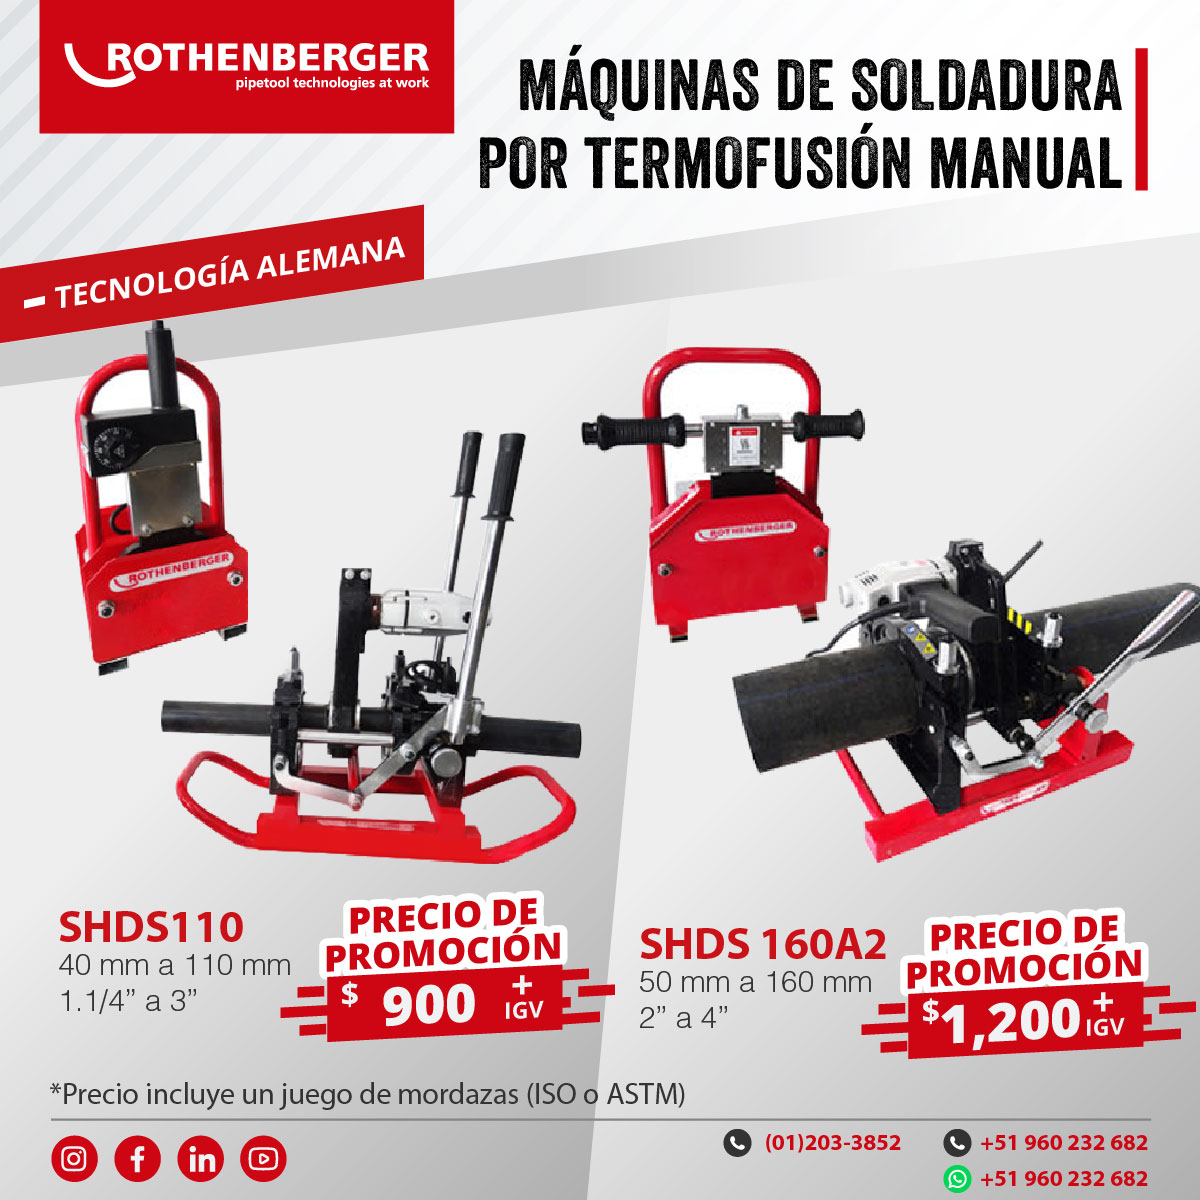 ROTHENBERGER
pipetool technologies at work
MÁQUINAS DE SOLDADURA
POR TERMOFUSIÓN MANUAL
TECNOLOGÍA ALEMANA
ROTHENBERGER
ROTHENBERGER
SHDS110
40 mm a 110 mm
1.1/4” a 3”
PRECIO DE
PROMOCIÓN
$ 900 + IGV
SHDS 160A2
50 mm a 160 mm
2” a 4”
PRECIO DE
PROMOCIÓN
$1,200 + IGV
*Precio incluye un juego de mordazas (ISO o ASTM)
(01)203-3852
+51 960 232 682
+51 960 232 682